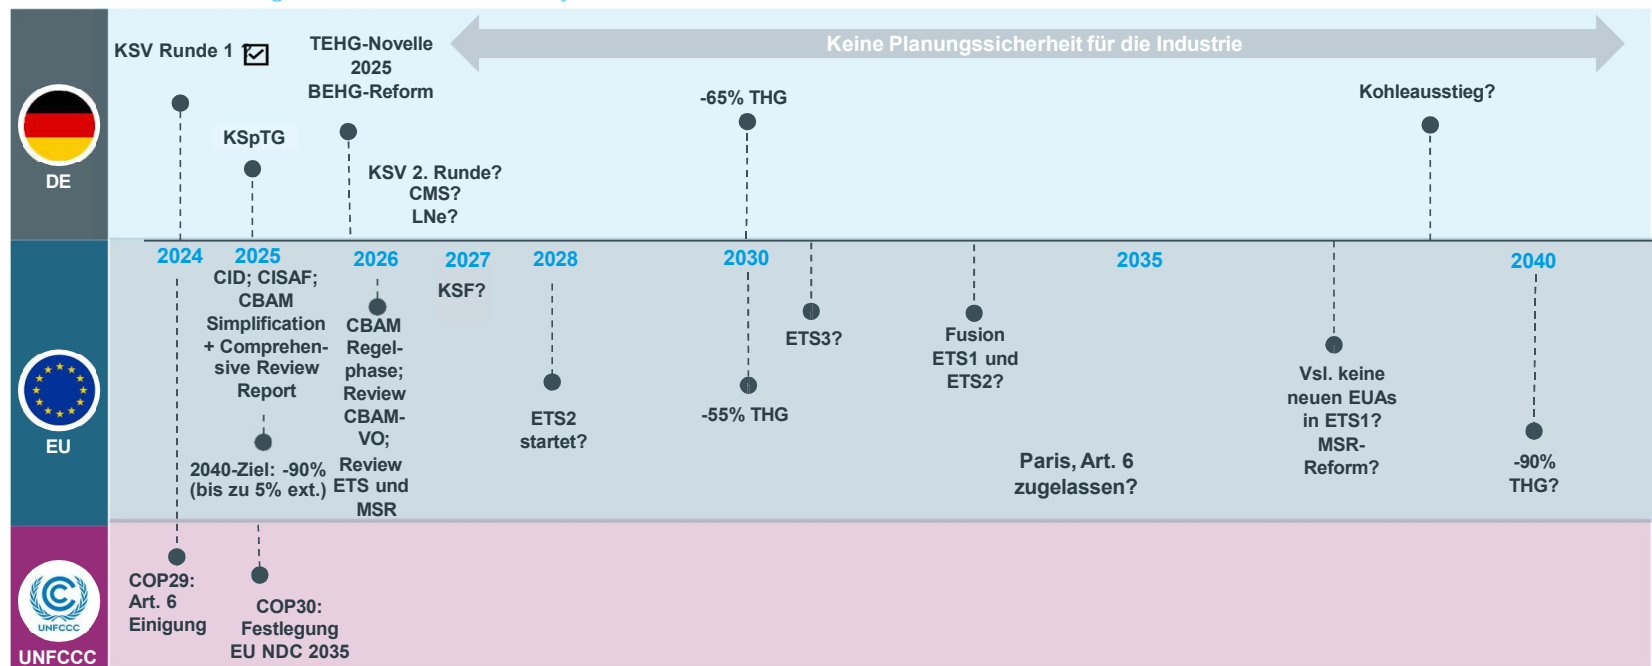 KSV Runde 1
TEHG-Novelle
2025
BEHG-Reform
Keine Planungssicherheit für die Industrie
-65% THG
Kohleausstieg?
KSpTG
KSV 2. Runde?
CMS?
LNe?
DE
2024
2025
2026
2027
2028
2030
2035
2040
CID; CISAF;
CBAM
Simplification
+ Comprehen-
sive Review
Report
2040-Ziel: -90%
(bis zu 5% ext.)
CBAM
Regel-
phase;
Review
CBAM-
VO;
Review
ETS und
MSR
KSF?
ETS2
startet?
-55% THG
ETS3?
Fusion
ETS1 und
ETS2?
Paris, Art. 6
zugelassen?
Vsl. keine
neuen EUAs
in ETS1?
MSR-
Reform?
-90%
THG?
EU
COP29:
Art. 6
Einigung
COP30:
Festlegung
EU NDC 2035
UNFCCC
UNFCCC